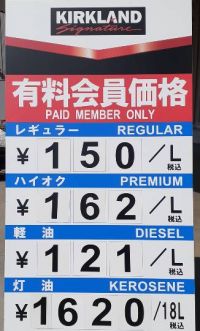 KIRKLAND
Signature
有料会員価格
PAID MEMBER ONLY
レギュラー REGULAR
¥150/L
税込
ハイオク PREMIUM
¥162/L
税込
軽油 DIESEL
¥121/L
税込
灯油 KEROSENE
¥1620/18L
税込